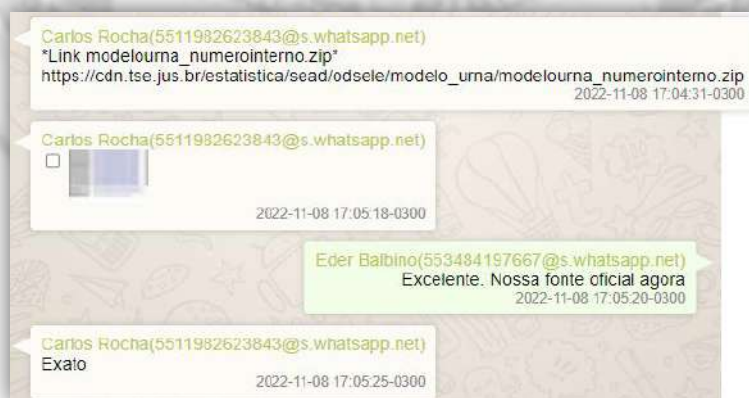 Carlos Rocha(5511982623843@s.whatsapp.net)
*Link modelourna_numerointerno.zip*
https://cdn.tse.jus.br/estatistica/sead/odsele/modelo_urna/modelourna_numerointerno.zip
2022-11-08 17:04:31-0300
Carlos Rocha(5511982623843@s.whatsapp.net)
2022-11-08 17:05:18-0300
Eder Balbino(553484197667@s.whatsapp.net)
Excelente. Nossa fonte oficial agora
2022-11-08 17:05:20-0300
Carlos Rocha(5511982623843@s.whatsapp.net)
Exato
2022-11-08 17:05:25-0300